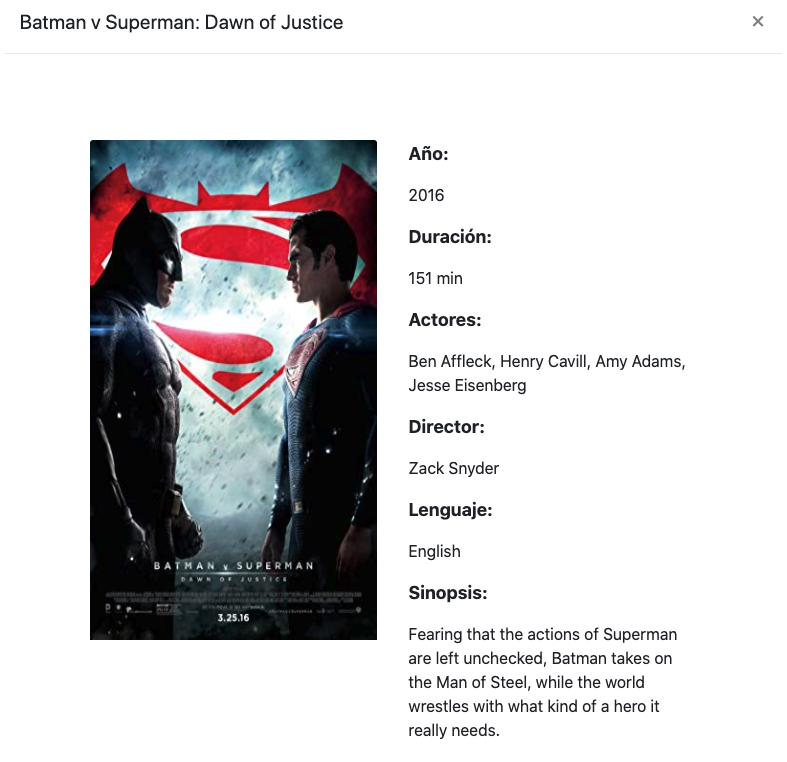 Batman v Superman: Dawn of Justice
×
Año:
2016
Duración:
151 min
Actores:
Ben Affleck, Henry Cavill, Amy Adams,
Jesse Eisenberg
Director:
Zack Snyder
Lenguaje:
English
Sinopsis:
Fearing that the actions of Superman
are left unchecked, Batman takes on
the Man of Steel, while the world
wrestles with what kind of a hero it
really needs.
BATMAN v SUPERMAN
DAWN OF JUSTICE
3.25.16